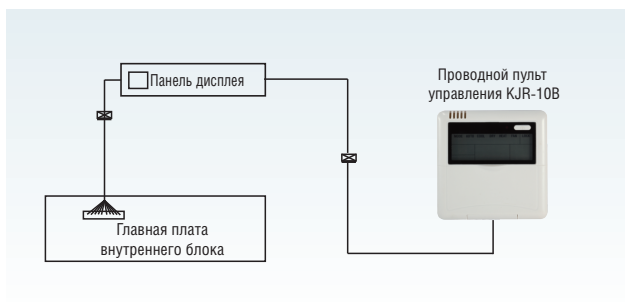 Панель дисплея
Проводной пульт
управления KJR-10B
Главная плата
внутреннего блока